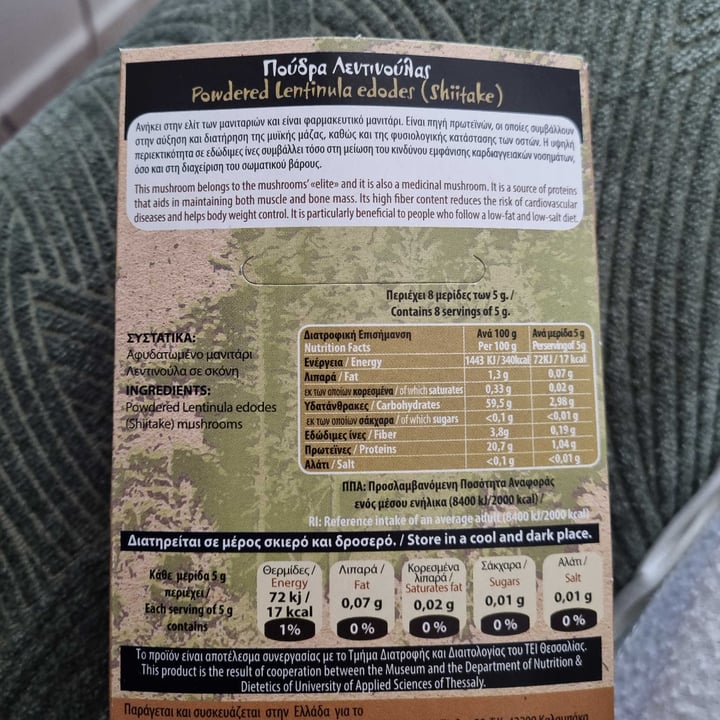 Πούδρα Λεντινούλας
Powdered Lentinula edodes (Shiitake)
Ανήκει στην ελίτ των μανιταριών και είναι φαρμακευτικό μανιτάρι. Είναι πηγή πρωτεϊνών, οι οποίες συμβάλλουν
στην αύξηση και διατήρηση της μυϊκής μάζας, καθώς και της φυσιολογικής κατάστασης των οστών. Η υψηλή
περιεκτικότητα σε εδώδιμες ίνες συμβάλλει τόσο στη μείωση του κινδύνου εμφάνισης καρδιαγγειακών νοσημάτων,
όσο και στη διαχείριση του σωματικού βάρους.
This mushroom belongs to the mushrooms' «elite» and it is also a medicinal mushroom. It is a source of proteins
that aids in maintaining both muscle and bone mass. Its high fiber content reduces the risk of cardiovascular
diseases and helps body weight control. It is particularly beneficial to people who follow a low-fat and low-salt diet.
Περιέχει 8 μερίδες των 5 g. /
Contains 8 servings of 5 g.
ΣΥΣΤΑΤΙΚΑ:
Αφυδατωμένο μανιτάρι
Λεντινούλα σε σκόνη
INGREDIENTS:
Powdered Lentinula edodes
(Shiitake) mushrooms
Διατροφική Επισήμανση Ανά 100 g Ανά μερίδα 5 g
Nutrition Facts Per 100 g Per serving of 5g
Ενέργεια / Energy 1443 KJ/340kcal 72KJ / 17 kcal
Λιπαρά / Fat 1,3 g 0,07 g
εκ των οποίων κορεσμένα / of which saturates 0,33 g 0,02 g
Υδατάνθρακες / Carbohydrates 59,5 g 2,98 g
εκ των οποίων σάκχαρα / of which sugars <0,1 g <0,01 g
Εδώδιμες ίνες / Fiber 3,8g 0,19 g
Πρωτεΐνες / Proteins 20,7 g 1,04 g
Αλάτι / Salt <0,1 g <0,01 g
ΠΠΑ: Προσλαμβανόμενη Ποσότητα Αναφοράς
ενός μέσου ενήλικα (8400 kJ/2000 kcal) /
RI: Reference intake of an average adult (8400 kJ/2000 kcal)
Διατηρείται σε μέρος σκιερό και δροσερό. / Store in a cool and dark place.
Κάθε μερίδα 5 g
περιέχει /
Each serving of 5 g
contains
Θερμίδες /
Energy
72 kj /
17 kcal
1%
Λιπαρά /
Fat
0,07 g
0 %
Κορεσμένα
λιπαρά /
Saturates fat
0,02 g
0 %
Σάκχαρα /
Sugars
0,01 g
0 %
Αλάτι /
Salt
0,01 g
0 %
Το προϊόν είναι αποτέλεσμα συνεργασίας με το Τμήμα Διατροφής και Διαιτολογίας του ΤΕΙ Θεσσαλίας.
This product is the result of cooperation between the Museum and the Department of Nutrition &
Dietetics of University of Applied Sciences of Thessaly.
Παράγεται και συσκευάζεται στην Ελλάδα για το